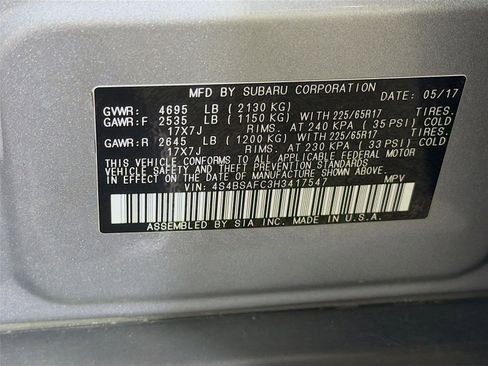 MFD BY SUBARU CORPORATION DATE: 05/17
GVWR: 4695 LB (2130 KG)
GAWR:F 2535 LB (1150 KG) WITH 225/65R17 TIRES.
17X7J RIMS. AT 240 KPA (35 PSI) COLD
GAWR:R 2645 LB (1200 KG) WITH 225/65R17 TIRES.
17X7J RIMS. AT 230 KPA (33 PSI) COLD
THIS VEHICLE CONFORMS TO ALL APPLICABLE FEDERAL MOTOR
VEHICLE SAFETY AND THEFT PREVENTION STANDARDS IN
EFFECT ON THE DATE OF MANUFACTURE SHOWN ABOVE.
VIN: 4S4BSAFC3H3417547
ASSEMBLED BY SIA INC. MADE IN U.S.A.